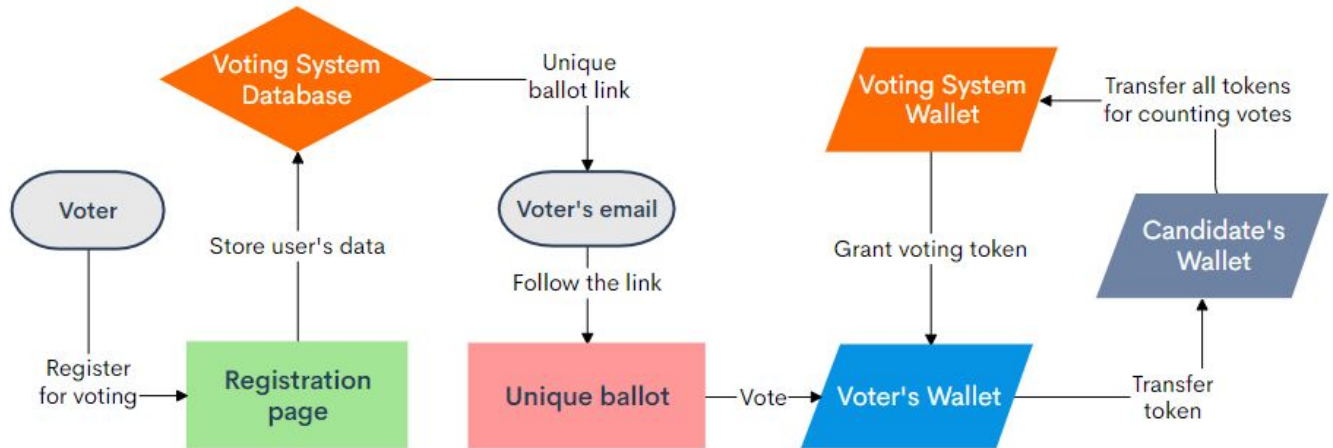 Voter
Register
for voting
Registration
page
Store user's data
Voting System
Database
Unique
ballot link
Voter's email
Follow the link
Unique ballot
Vote
Voter's Wallet
Grant voting token
Voting System
Wallet
Transfer
token
Candidate's
Wallet
Transfer all tokens
for counting votes